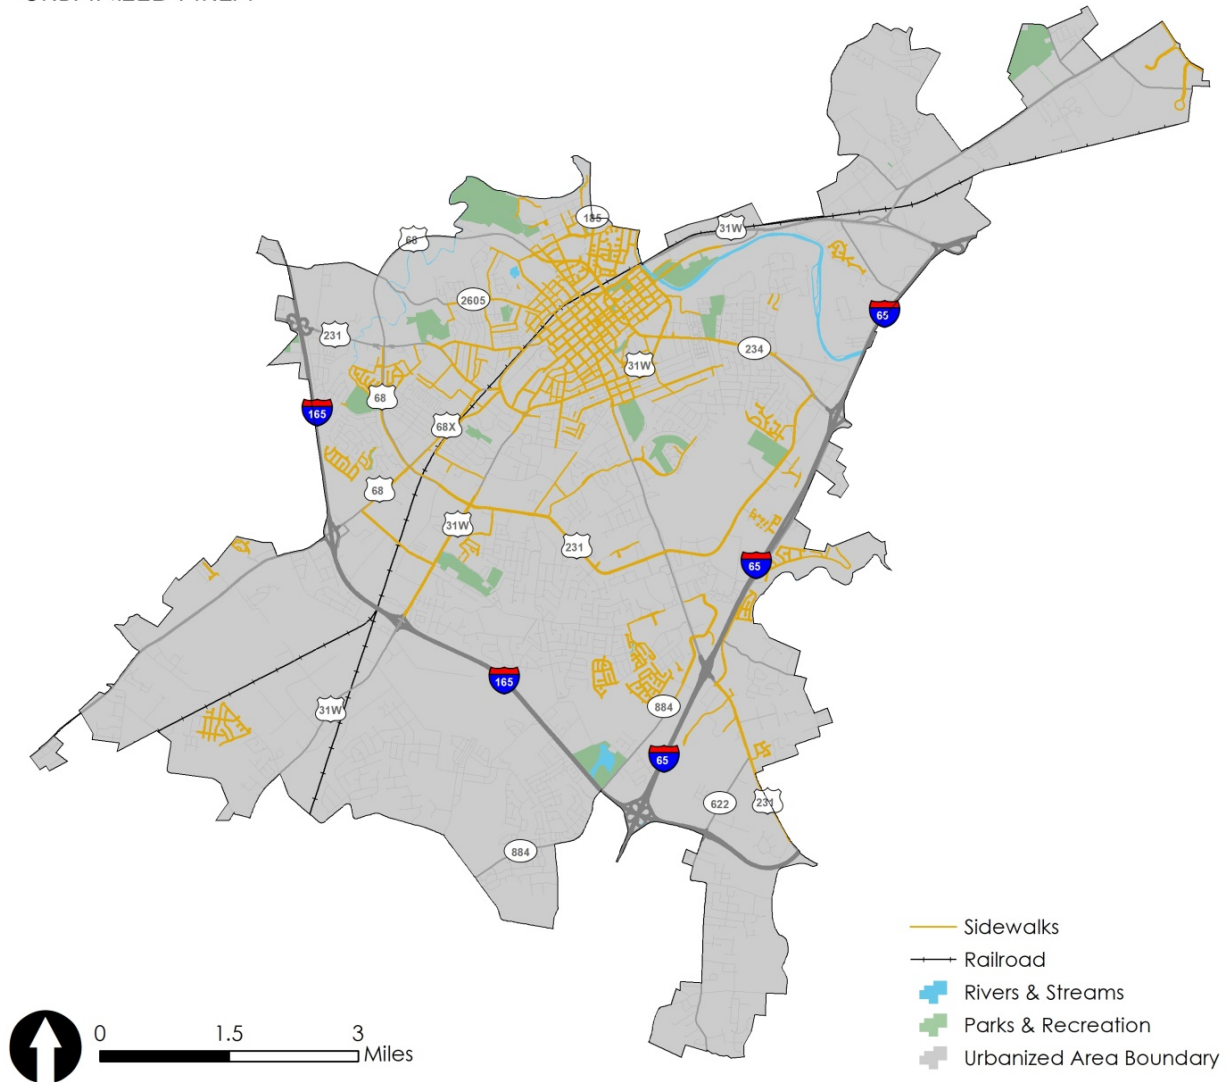 31W
185
68
65
2605
231
234
31W
68
165
68X
68
31W
231
65
165
31W
884
65
622
231
884
Sidewalks
Railroad
Rivers & Streams
Parks & Recreation
Urbanized Area Boundary
0 1.5 3
Miles